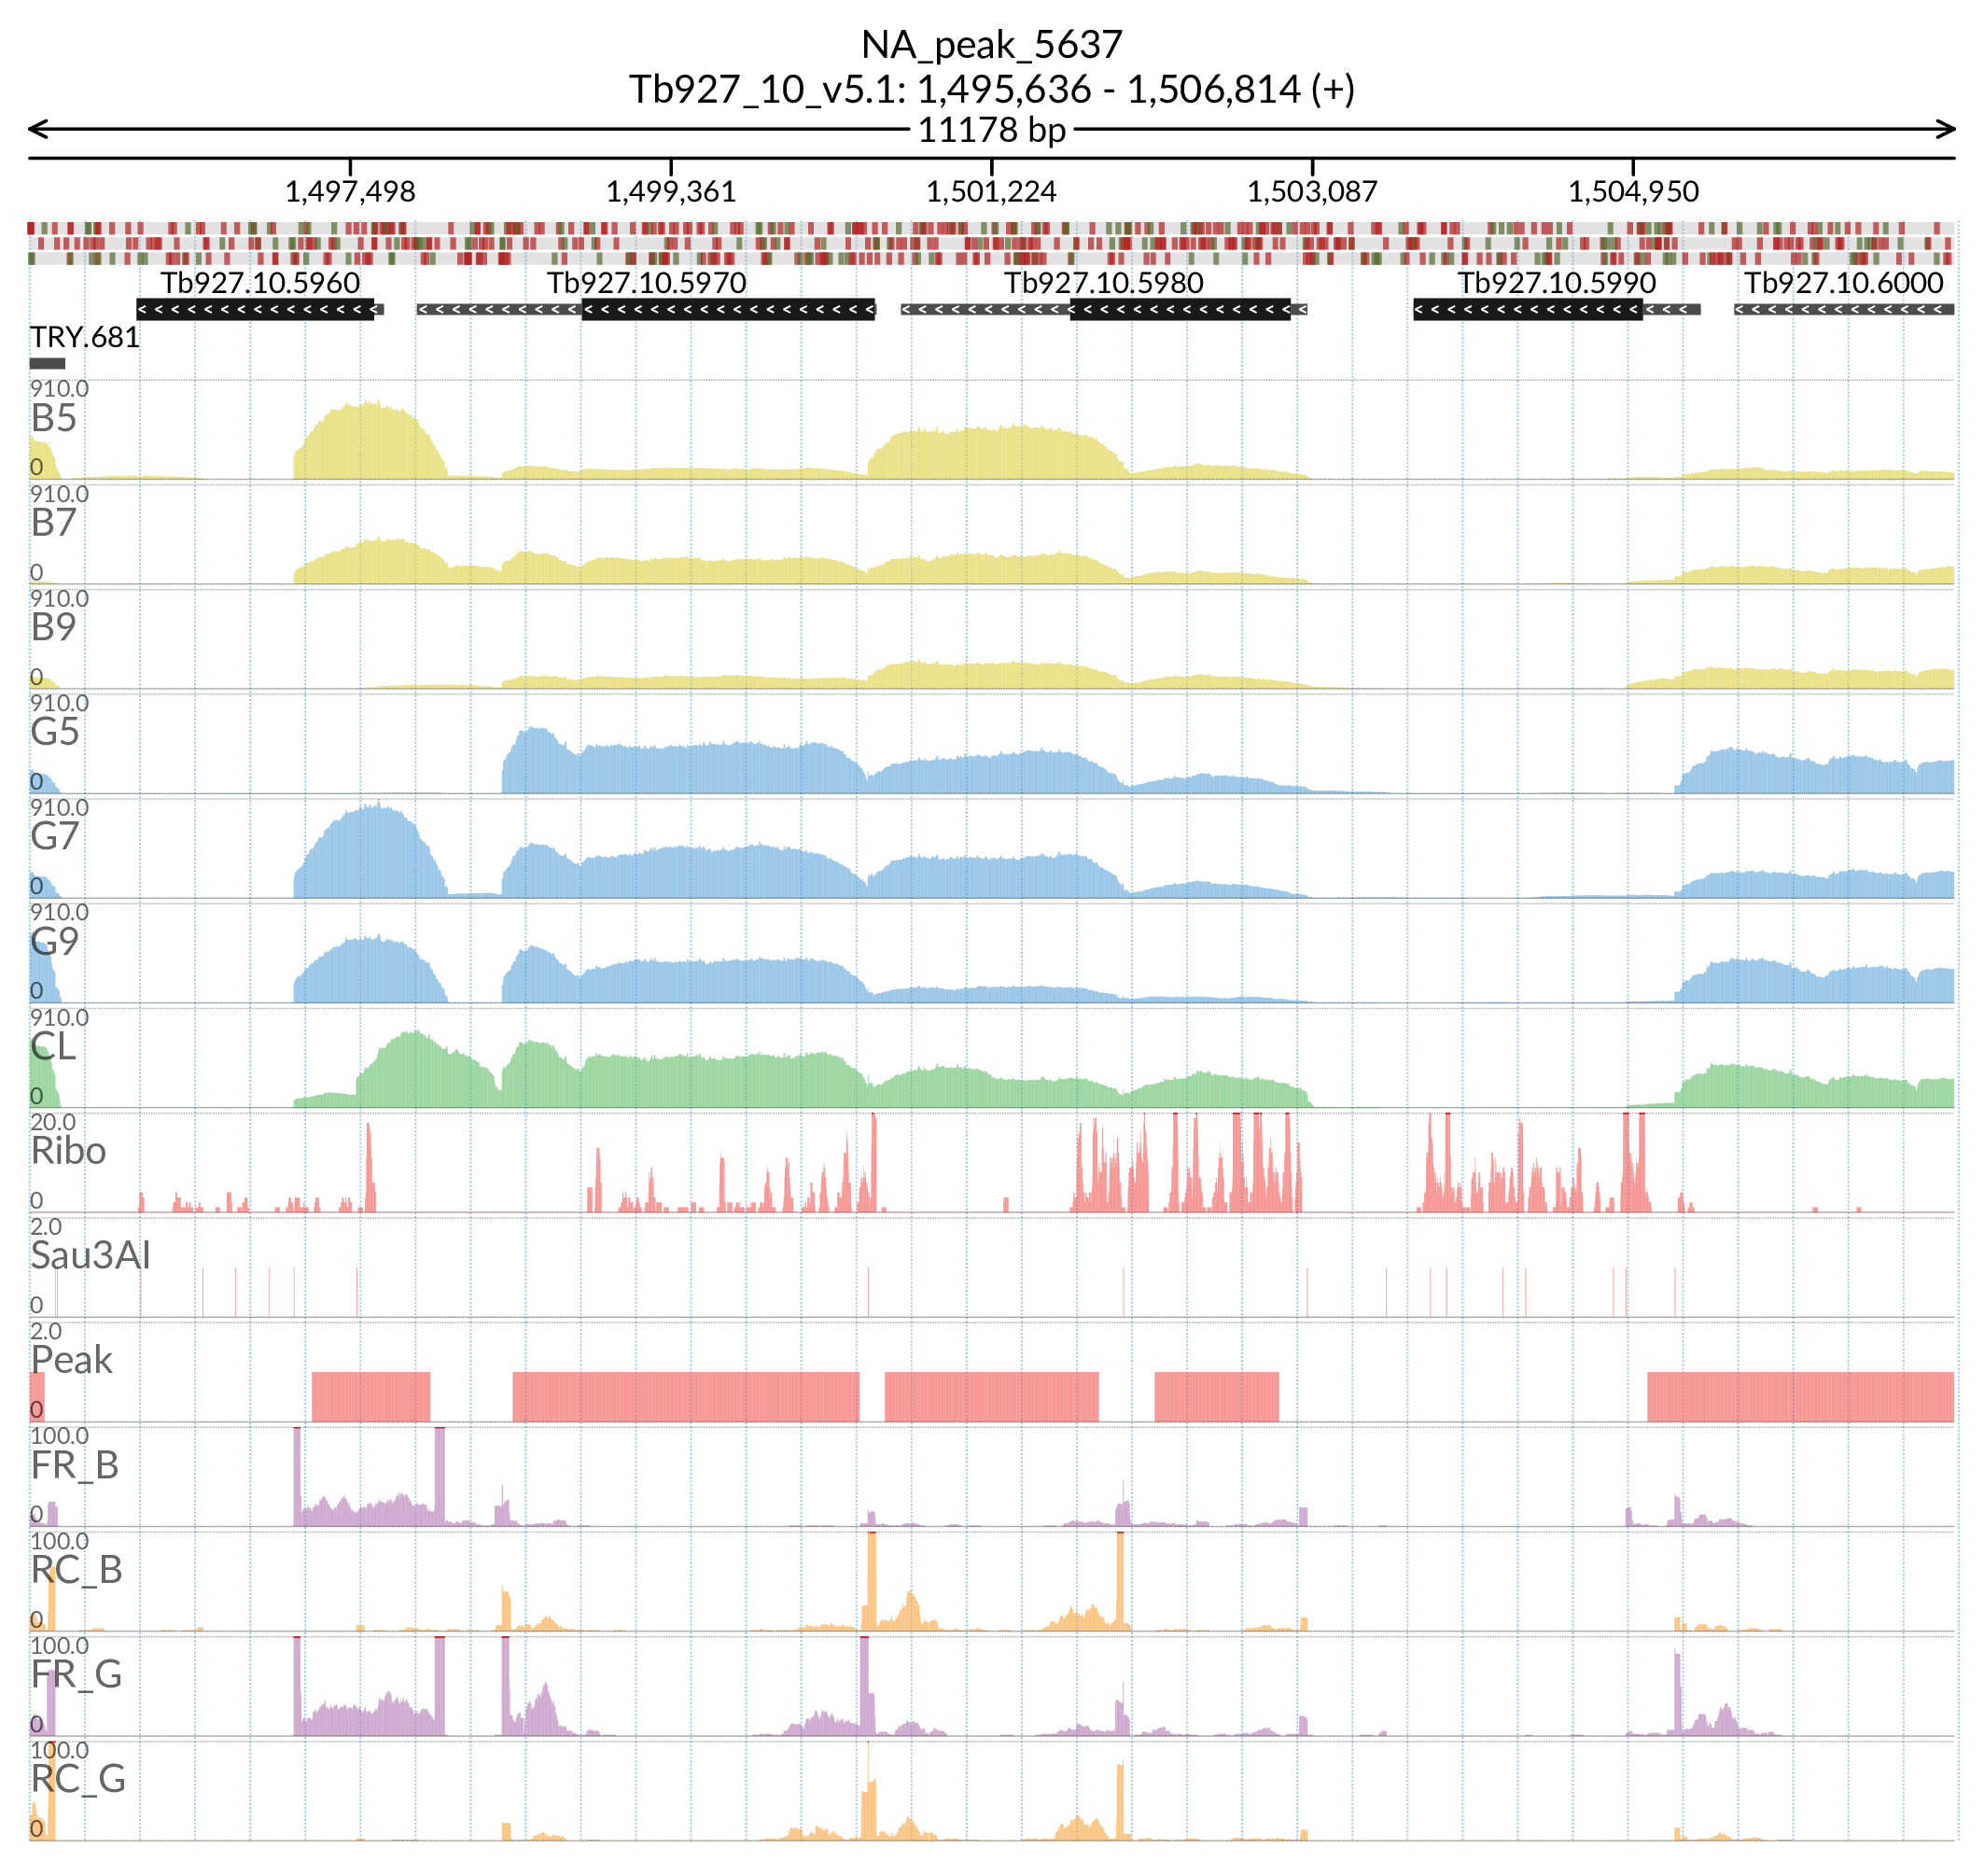 NA_peak_5637
Tb927_10_v5.1: 1,495,636 - 1,506,814 (+)
11178 bp
1,497,498 1,499,361 1,501,224 1,503,087 1,504,950
Tb927.10.5960 Tb927.10.5970 Tb927.10.5980 Tb927.10.5990 Tb927.10.6000
TRY.681
910.0
B5
0
910.0
B7
0
910.0
B9
0
910.0
G5
0
910.0
G7
0
910.0
G9
0
910.0
CL
0
20.0
Ribo
0
2.0
Sau3AI
0
2.0
Peak
0
100.0
FR_B
0
100.0
RC_B
0
100.0
FR_G
0
100.0
RC_G
0